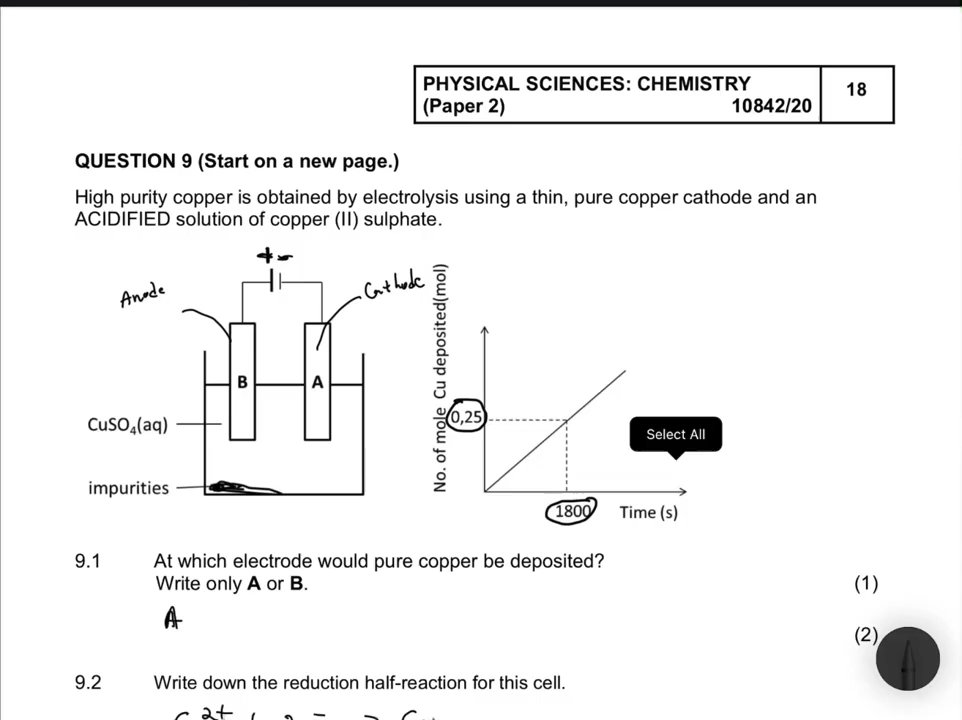 PHYSICAL SCIENCES: CHEMISTRY
(Paper 2) 10842/20
18
QUESTION 9 (Start on a new page.)
High purity copper is obtained by electrolysis using a thin, pure copper cathode and an
ACIDIFIED solution of copper (II) sulphate.
+ -
Anode
Cathode
B
A
CuSO₄(aq)
impurities
No. of mole Cu deposited(mol)
0,25
Select All
1800
Time (s)
9.1 At which electrode would pure copper be deposited?
Write only A or B. (1)
A
(2)
9.2 Write down the reduction half-reaction for this cell.